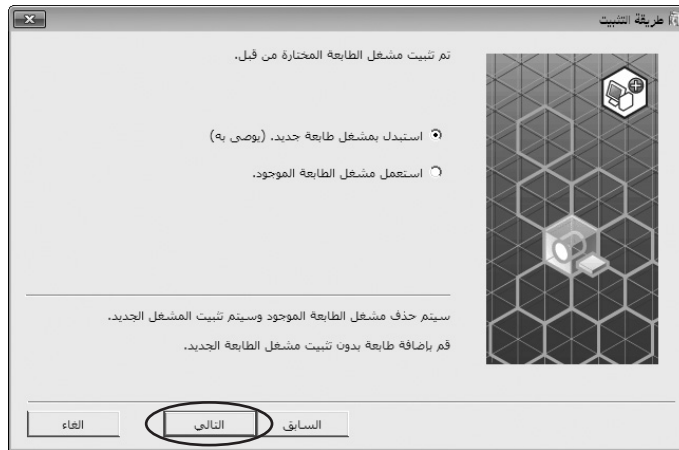 طريقة التثبيت
تم تثبيت مشغل الطابعة المختارة من قبل.
استبدل بمشغل طابعة جديد. (يوصى به)
استعمل مشغل الطابعة الموجود.
سيتم حذف مشغل الطابعة الموجود وسيتم تثبيت المشغل الجديد.
قم بإضافة طابعة بدون تثبيت مشغل الطابعة الجديد.
السابق
التالي
الغاء